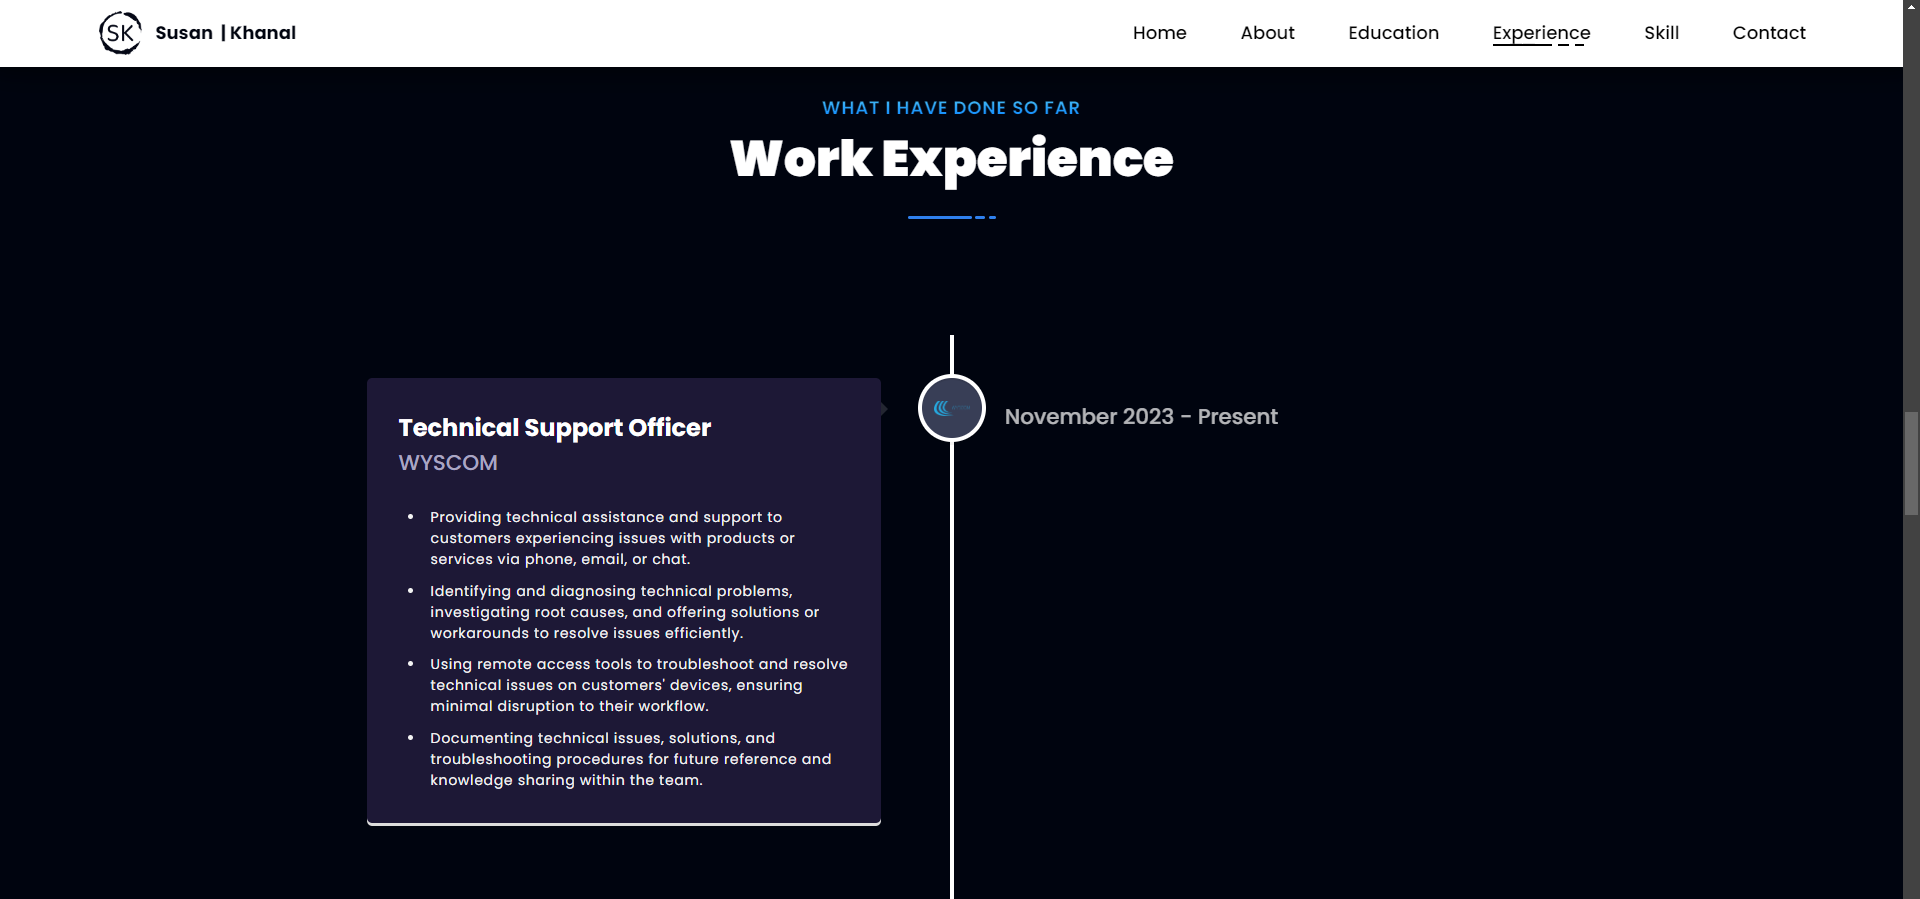 SK
Susan | Khanal
Home
About
Education
Experience
Skill
Contact
WHAT I HAVE DONE SO FAR
Work Experience
Technical Support Officer
WYSCOM
November 2023 - Present
• Providing technical assistance and support to
customers experiencing issues with products or
services via phone, email, or chat.
• Identifying and diagnosing technical problems,
investigating root causes, and offering solutions or
workarounds to resolve issues efficiently.
• Using remote access tools to troubleshoot and resolve
technical issues on customers' devices, ensuring
minimal disruption to their workflow.
• Documenting technical issues, solutions, and
troubleshooting procedures for future reference and
knowledge sharing within the team.